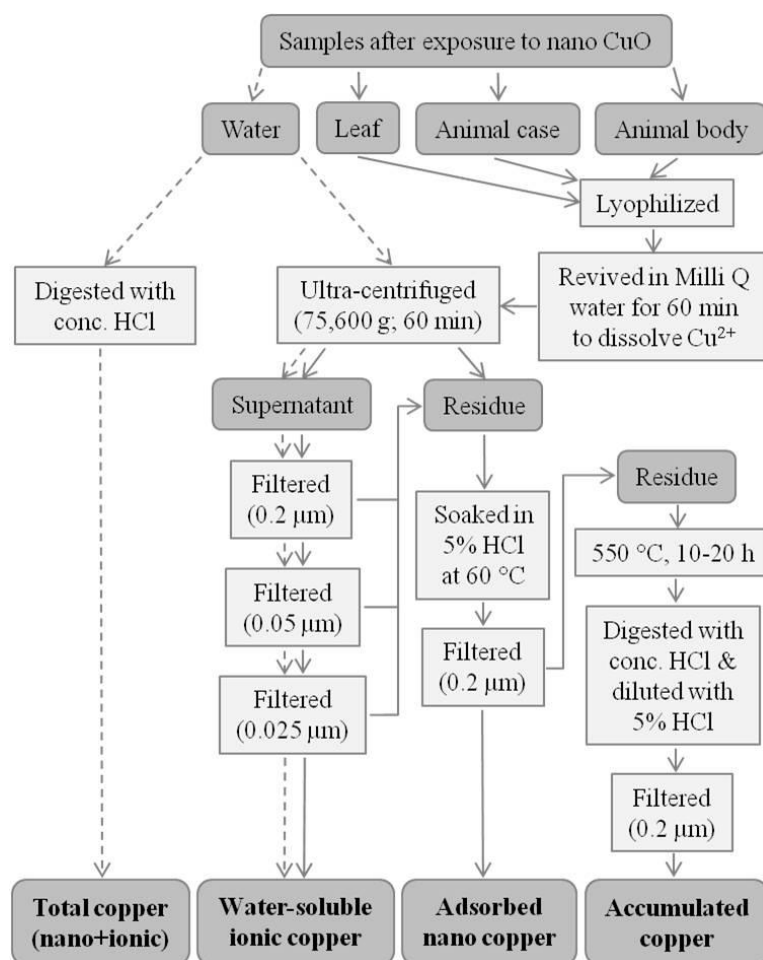 Samples after exposure to nano CuO
Water
Leaf
Animal case
Animal body
Lyophilized
Digested with
conc. HCl
Ultra-centrifuged
(75,600 g; 60 min)
Revived in Milli Q
water for 60 min
to dissolve Cu²⁺
Supernatant
Residue
Filtered
(0.2 μm)
Soaked in
5% HCl
at 60 °C
Residue
550 °C, 10-20 h
Filtered
(0.05 μm)
Filtered
(0.2 μm)
Digested with
conc. HCl &
diluted with
5% HCl
Filtered
(0.025 μm)
Filtered
(0.2 μm)
Total copper
(nano+ionic)
Water-soluble
ionic copper
Adsorbed
nano copper
Accumulated
copper